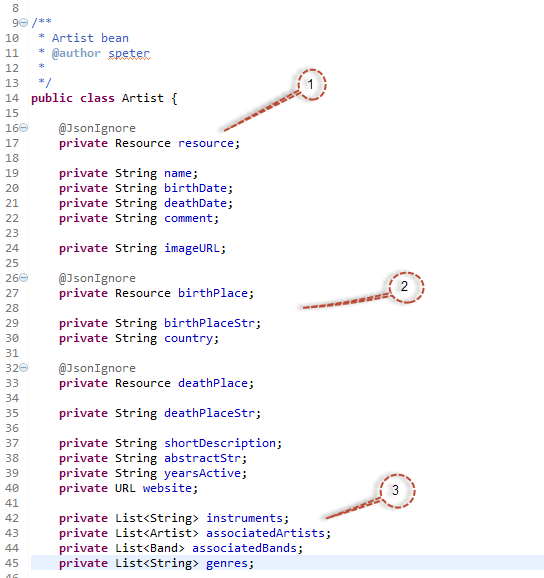 8
9 /**
10 * Artist bean
11 * @author speter
12 *
13 */
14 public class Artist {
15
16 @JsonIgnore
17 private Resource resource;
18
19 private String name;
20 private String birthDate;
21 private String deathDate;
22 private String comment;
23
24 private String imageURL;
25
26 @JsonIgnore
27 private Resource birthPlace;
28
29 private String birthPlaceStr;
30 private String country;
31
32 @JsonIgnore
33 private Resource deathPlace;
34
35 private String deathPlaceStr;
36
37 private String shortDescription;
38 private String abstractStr;
39 private String yearsActive;
40 private URL website;
41
42 private List<String> instruments;
43 private List<Artist> associatedArtists;
44 private List<Band> associatedBands;
45 private List<String> genres;
1
2
3